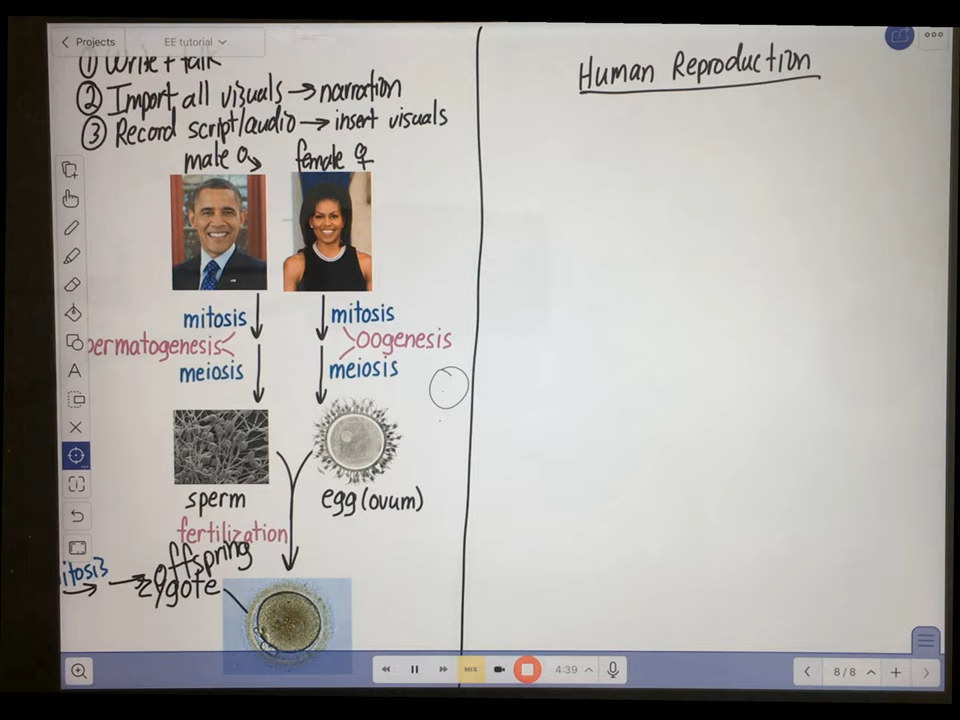 Projects
EE tutorial
① Write + talk
② Import all visuals → narration
③ Record script/audio → insert visuals
male ♂ female ♀
mitosis mitosis
permatogenesis oogenesis
meiosis meiosis
sperm egg (ovum)
fertilization
offspring
itosis → zygote
Human Reproduction
A
MIX
4:39
8/8